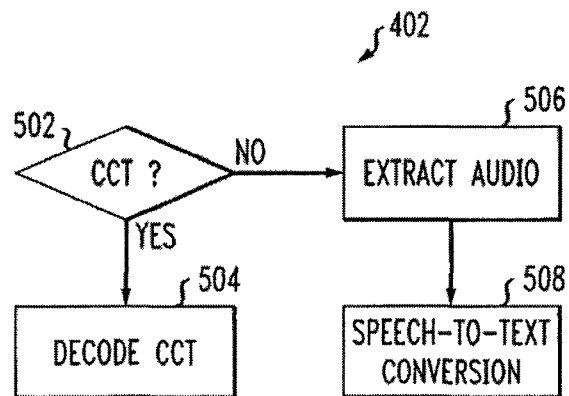 402
502
CCT ?
NO
506
EXTRACT AUDIO
YES
504
DECODE CCT
508
SPEECH-TO-TEXT
CONVERSION